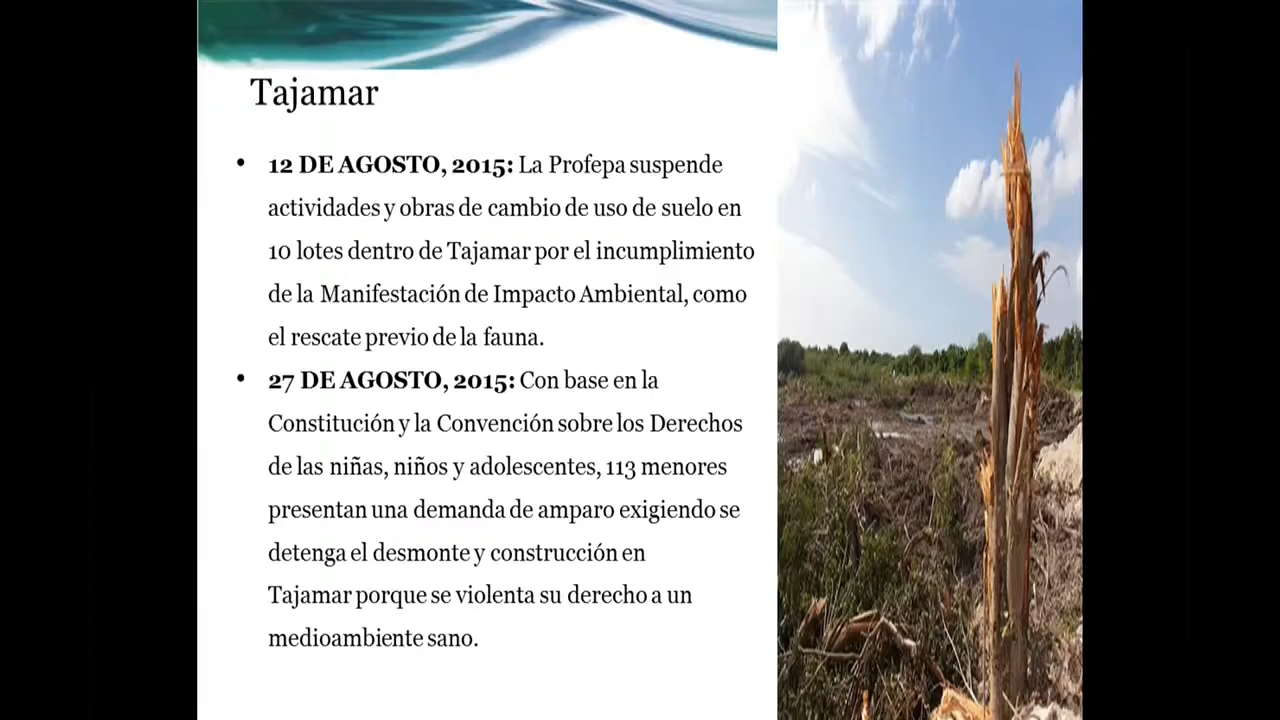 Tajamar
• 12 DE AGOSTO, 2015: La Profepa suspende
actividades y obras de cambio de uso de suelo en
10 lotes dentro de Tajamar por el incumplimiento
de la Manifestación de Impacto Ambiental, como
el rescate previo de la fauna.
• 27 DE AGOSTO, 2015: Con base en la
Constitución y la Convención sobre los Derechos
de las niñas, niños y adolescentes, 113 menores
presentan una demanda de amparo exigiendo se
detenga el desmonte y construcción en
Tajamar porque se violenta su derecho a un
medioambiente sano.